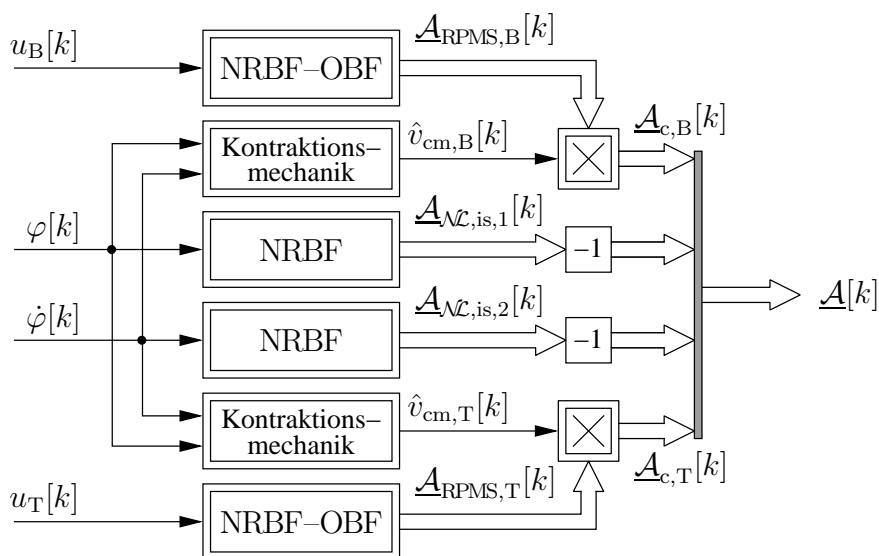 u_B[k]
NRBF–OBF
𝒜_RPMS,B[k]
Kontraktions–
mechanik
v̂_cm,B[k]
𝒜_c,B[k]
φ[k]
NRBF
𝒜_𝒩ℒ,is,1[k]
–1
𝒜[k]
φ̇[k]
NRBF
𝒜_𝒩ℒ,is,2[k]
–1
Kontraktions–
mechanik
v̂_cm,T[k]
𝒜_c,T[k]
u_T[k]
NRBF–OBF
𝒜_RPMS,T[k]